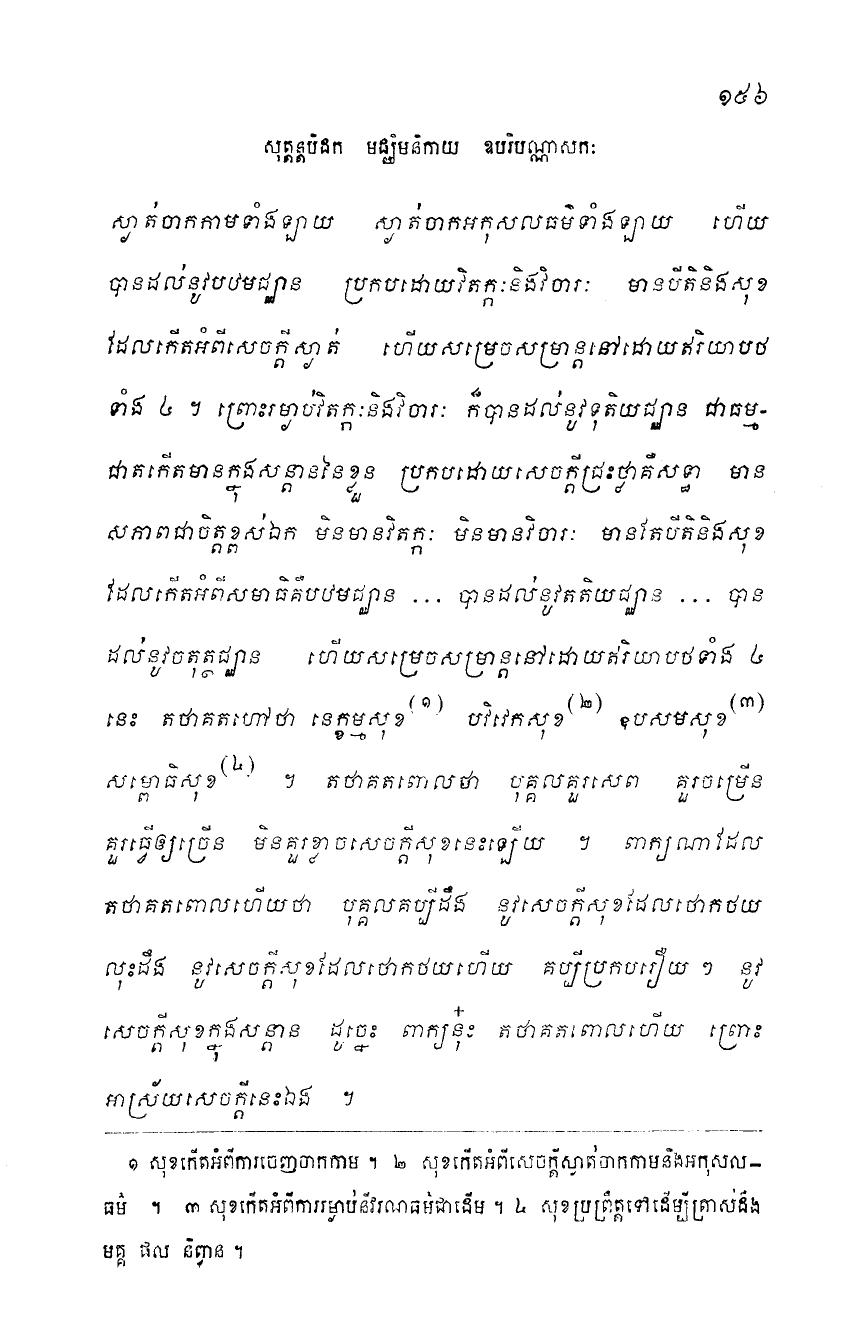 ១៥៦
សុត្តន្តបិដក មជ្ឈិមនិកាយ ឧបរិបណ្ណាសកៈ
ស្ងាត់ចាកកាមទាំងឡាយ ស្ងាត់ចាកអកុសលធម៌ទាំងឡាយ ហើយ
បានដល់នូវបឋមជ្ឈាន ប្រកបដោយវិតក្កៈនិងវិចារៈ មានបីតិនិងសុខ
ដែលកើតអំពីសេចក្តីស្ងាត់ ហើយសម្រេចសម្រាន្តនៅដោយឥរិយាបថ
ទាំង ៤ ។ ព្រោះរម្ងាប់វិតក្កៈនិងវិចារៈ ក៏បានដល់នូវទុតិយជ្ឈាន ជាធម្ម-
ជាតកើតមានក្នុងសន្តាននៃខ្លួន ប្រកបដោយសេចក្តីជ្រះថ្លាគឺសទ្ធា មាន
សភាពជាចិត្តខ្ពស់ឯក មិនមានវិតក្កៈ មិនមានវិចារៈ មានតែបីតិនិងសុខ
ដែលកើតអំពីសមាធិគឺបឋមជ្ឈាន ... បានដល់នូវតតិយជ្ឈាន ... បាន
ដល់នូវចតុត្ថជ្ឈាន ហើយសម្រេចសម្រាន្តនៅដោយឥរិយាបថទាំង ៤
នេះ តថាគតហៅថា នេក្ខម្មសុខ(១) បវិវេកសុខ(២) ឧបសមសុខ(៣)
សម្ពោធិសុខ(៤) ។ តថាគតពោលថា បុគ្គលគួរសេព គួរចម្រើន
គួរធ្វើឲ្យច្រើន មិនគួរខ្លាចសេចក្តីសុខនេះឡើយ ។ ពាក្យណាដែល
តថាគតពោលហើយថា បុគ្គលគប្បីដឹង នូវសេចក្តីសុខដែលថោកថយ
លុះដឹង នូវសេចក្តីសុខដែលថោកថយហើយ គប្បីប្រកបរឿយ ៗ នូវ
សេចក្តីសុខក្នុងសន្តាន ដូច្នេះ ពាក្យនុ៎ះ តថាគតពោលហើយ ព្រោះ
អាស្រ័យសេចក្តីនេះឯង ។
១ សុខកើតអំពីការចេញចាកកាម ។ ២ សុខកើតអំពីសេចក្តីស្ងាត់ចាកកាមនិងអកុសល-
ធម៌ ។ ៣ សុខកើតអំពីការរម្ងាប់នីវរណធម៌ជាដើម ។ ៤ សុខប្រព្រឹត្តទៅដើម្បីត្រាស់ដឹង
មគ្គ ផល និព្វាន ។